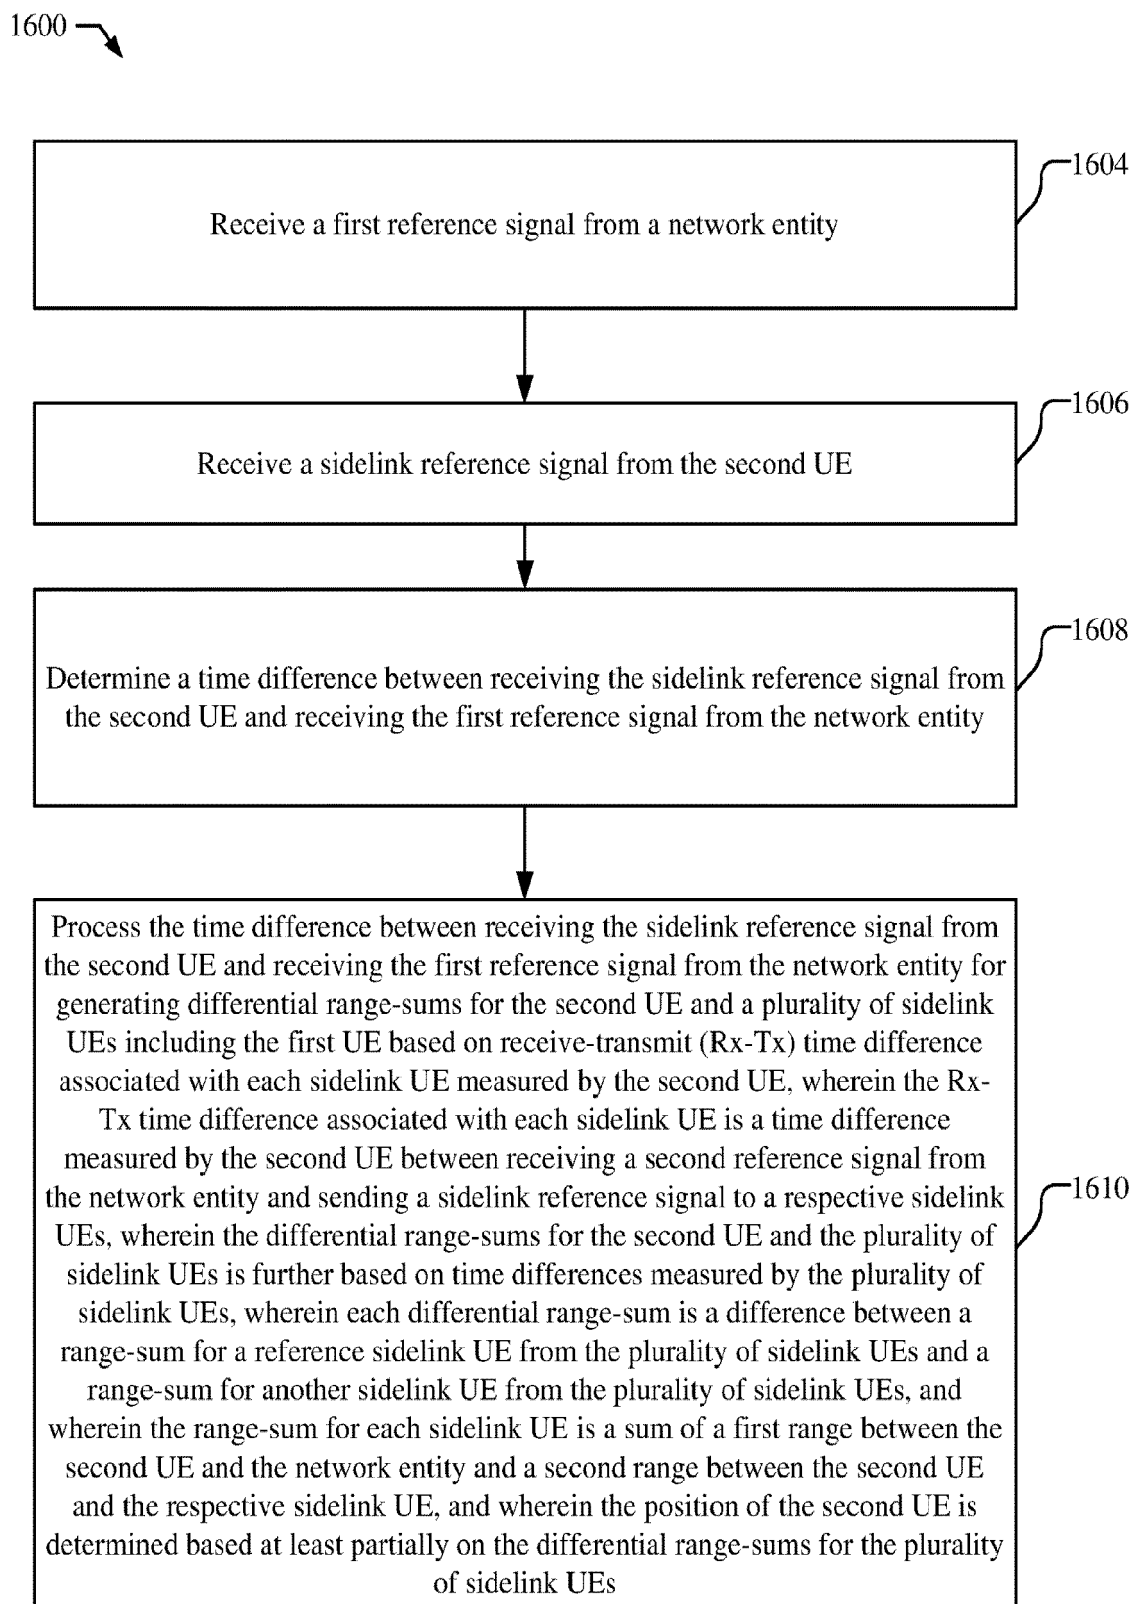 1600
1604
Receive a first reference signal from a network entity
1606
Receive a sidelink reference signal from the second UE
1608
Determine a time difference between receiving the sidelink reference signal from
the second UE and receiving the first reference signal from the network entity
Process the time difference between receiving the sidelink reference signal from
the second UE and receiving the first reference signal from the network entity for
generating differential range-sums for the second UE and a plurality of sidelink
UEs including the first UE based on receive-transmit (Rx-Tx) time difference
associated with each sidelink UE measured by the second UE, wherein the Rx-
Tx time difference associated with each sidelink UE is a time difference
measured by the second UE between receiving a second reference signal from
the network entity and sending a sidelink reference signal to a respective sidelink
1610
UEs, wherein the differential range-sums for the second UE and the plurality of
sidelink UEs is further based on time differences measured by the plurality of
sidelink UEs, wherein each differential range-sum is a difference between a
range-sum for a reference sidelink UE from the plurality of sidelink UEs and a
range-sum for another sidelink UE from the plurality of sidelink UEs, and
wherein the range-sum for each sidelink UE is a sum of a first range between the
second UE and the network entity and a second range between the second UE
and the respective sidelink UE, and wherein the position of the second UE is
determined based at least partially on the differential range-sums for the plurality
of sidelink UEs